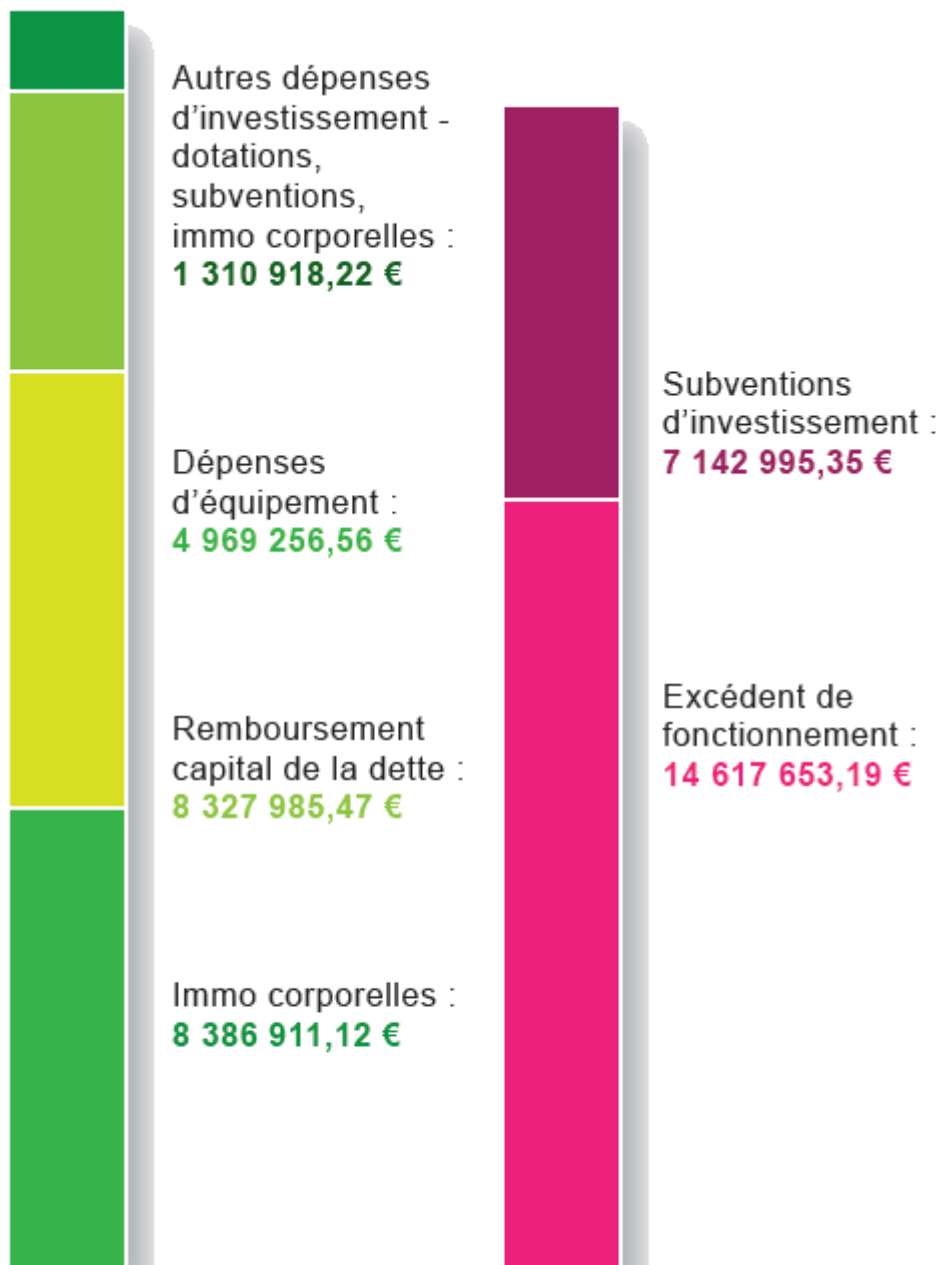 Autres dépenses
d’investissement -
dotations,
subventions,
immo corporelles :
1 310 918,22 €
Dépenses
d’équipement :
4 969 256,56 €
Remboursement
capital de la dette :
8 327 985,47 €
Immo corporelles :
8 386 911,12 €
Subventions
d’investissement :
7 142 995,35 €
Excédent de
fonctionnement :
14 617 653,19 €